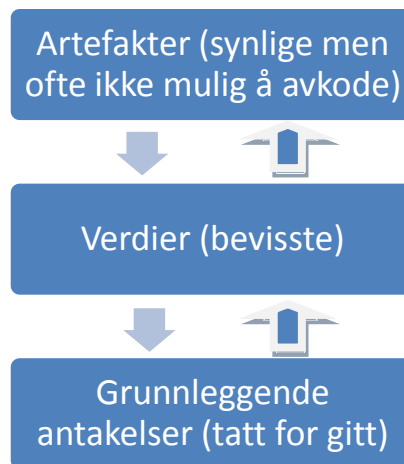 Artefakter (synlige men
ofte ikke mulig å avkode)
Verdier (bevisste)
Grunnleggende
antakelser (tatt for gitt)